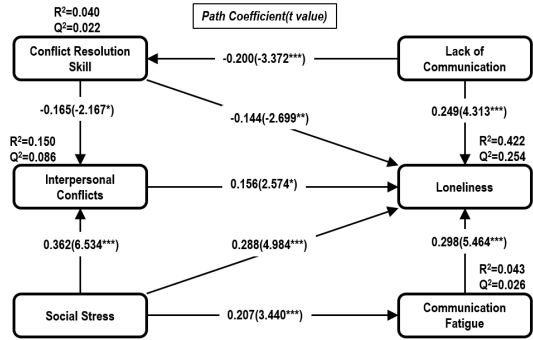 R²=0.040
Q²=0.022
Path Coefficient(t value)
Conflict Resolution
Skill
-0.200(-3.372***)
Lack of
Communication
-0.165(-2.167*)
-0.144(-2.699**)
0.249(4.313***)
R²=0.150
Q²=0.086
R²=0.422
Q²=0.254
Interpersonal
Conflicts
0.156(2.574*)
Loneliness
0.362(6.534***)
0.288(4.984***)
0.298(5.464***)
R²=0.043
Q²=0.026
Social Stress
0.207(3.440***)
Communication
Fatigue